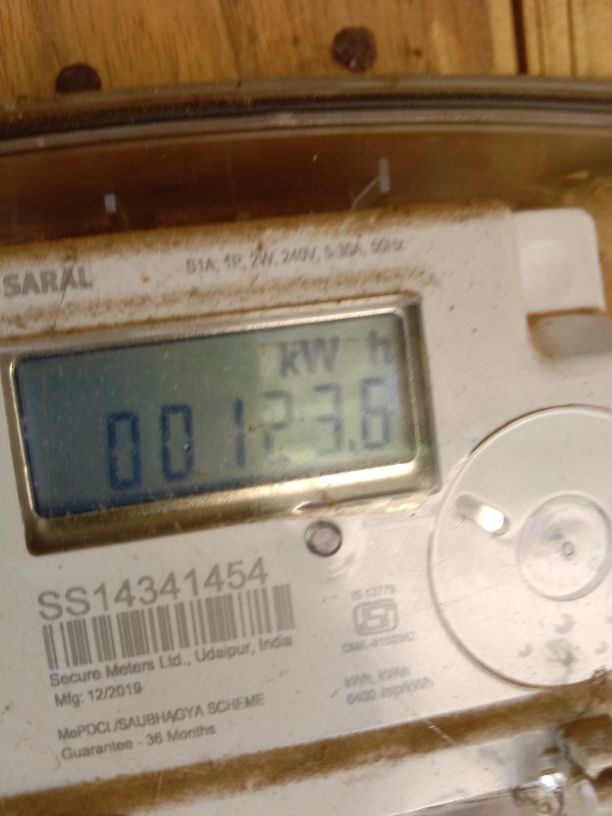 SARAL
S1A, 1P, 2W, 240V, 5-30A, 50Hz
kW h
00123.6
SS14341454
Secure Meters Ltd., Udaipur, India
Mfg: 12/2019
MePDCL/SAUBHAGYA SCHEME
Guarantee - 36 Months
IS 13779
kWh, kVAh
6400 imp/kWh